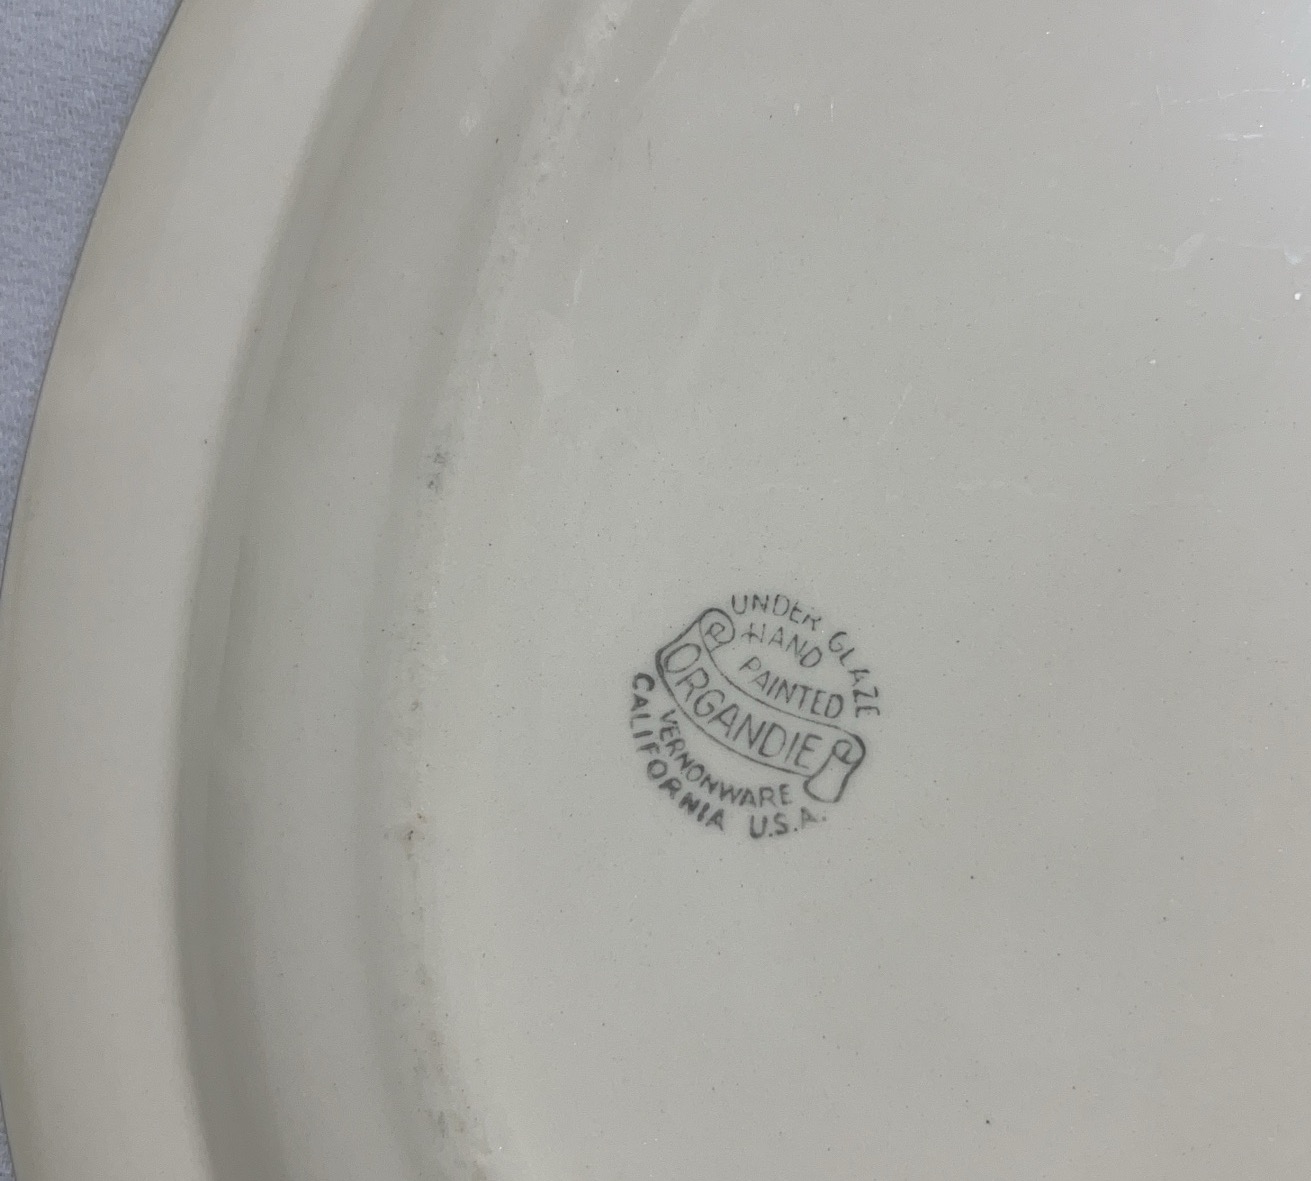 UNDER GLAZE
HAND
PAINTED
ORGANDIE
VERNONWARE
CALIFORNIA U.S.A.